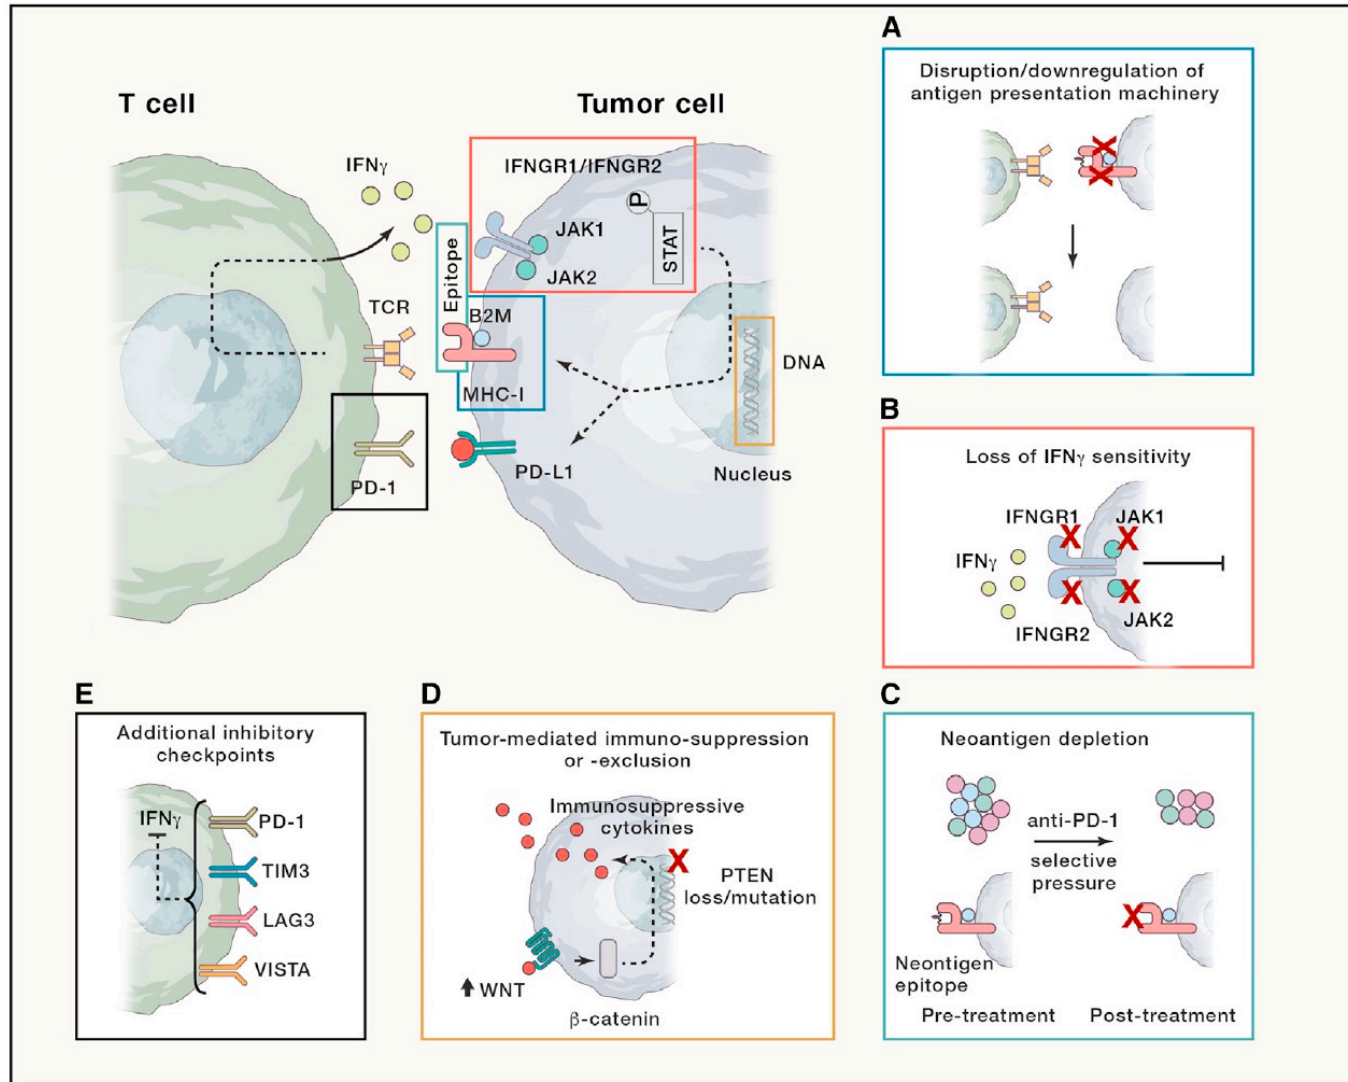 T cell
Tumor cell
IFNγ
IFNGR1/IFNGR2
P
JAK1
STAT
JAK2
Epitope
TCR
B2M
MHC-I
DNA
PD-1
PD-L1
Nucleus
A
Disruption/downregulation of
antigen presentation machinery
B
Loss of IFNγ sensitivity
IFNGR1
JAK1
IFNγ
IFNGR2
JAK2
E
Additional inhibitory
checkpoints
IFNγ
PD-1
TIM3
LAG3
VISTA
D
Tumor-mediated immuno-suppression
or -exclusion
Immunosuppressive
cytokines
PTEN
loss/mutation
WNT
β-catenin
C
Neoantigen depletion
anti-PD-1
selective
pressure
Neontigen
epitope
Pre-treatment
Post-treatment